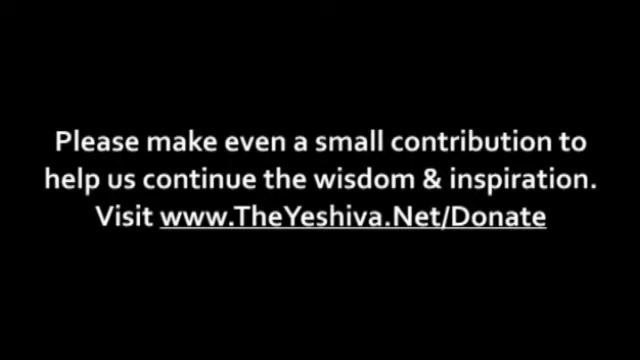 Please make even a small contribution to
help us continue the wisdom & inspiration.
Visit www.TheYeshiva.Net/Donate